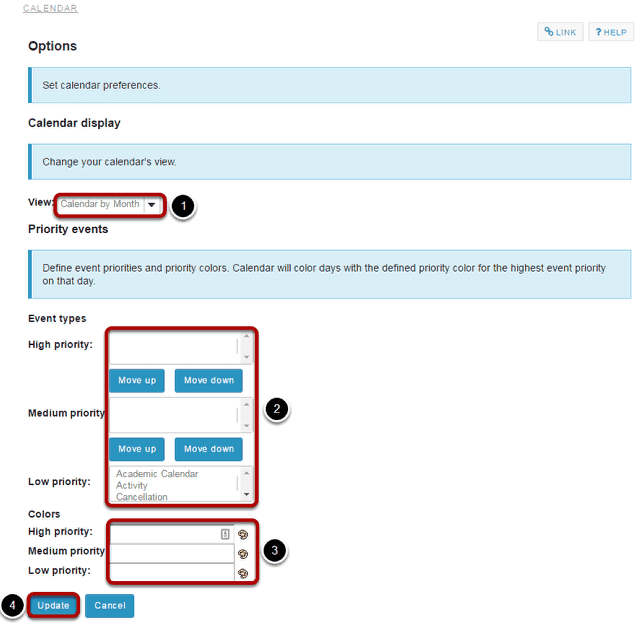 CALENDAR
LINK
? HELP
Options
Set calendar preferences.
Calendar display
Change your calendar's view.
View: Calendar by Month
1
Priority events
Define event priorities and priority colors. Calendar will color days with the defined priority color for the highest event priority
on that day.
Event types
High priority:
Move up Move down
2
Medium priority
Move up Move down
Low priority:
Academic Calendar
Activity
Cancellation
Colors
High priority:
Medium priority
3
Low priority:
4 Update Cancel